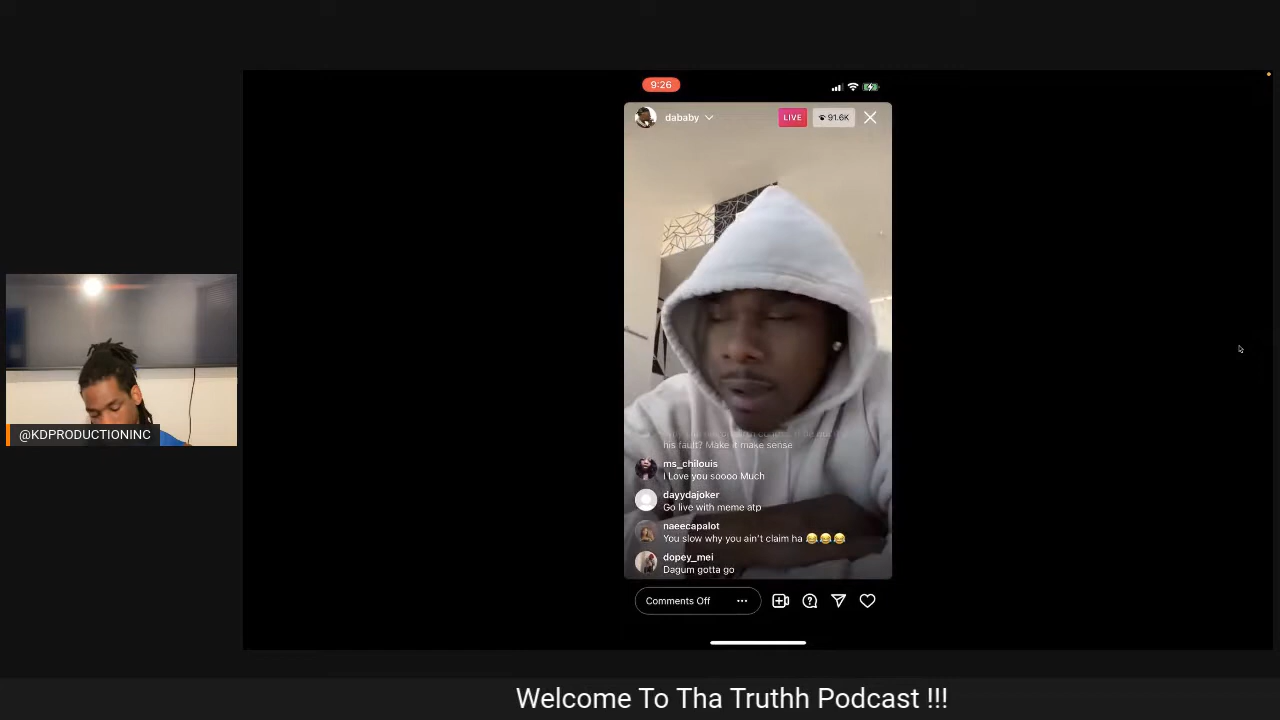 9:26
dababy
LIVE
91.6K
his fault? Make it make sense
ms_chilouis
I Love you soooo Much
dayydajoker
Go live with meme atp
naeecapalot
You slow why you ain't claim ha 😂😂😂
dopey_mei
Dagum gotta go
Comments Off
@KDPRODUCTIONINC
Welcome To Tha Truthh Podcast !!!